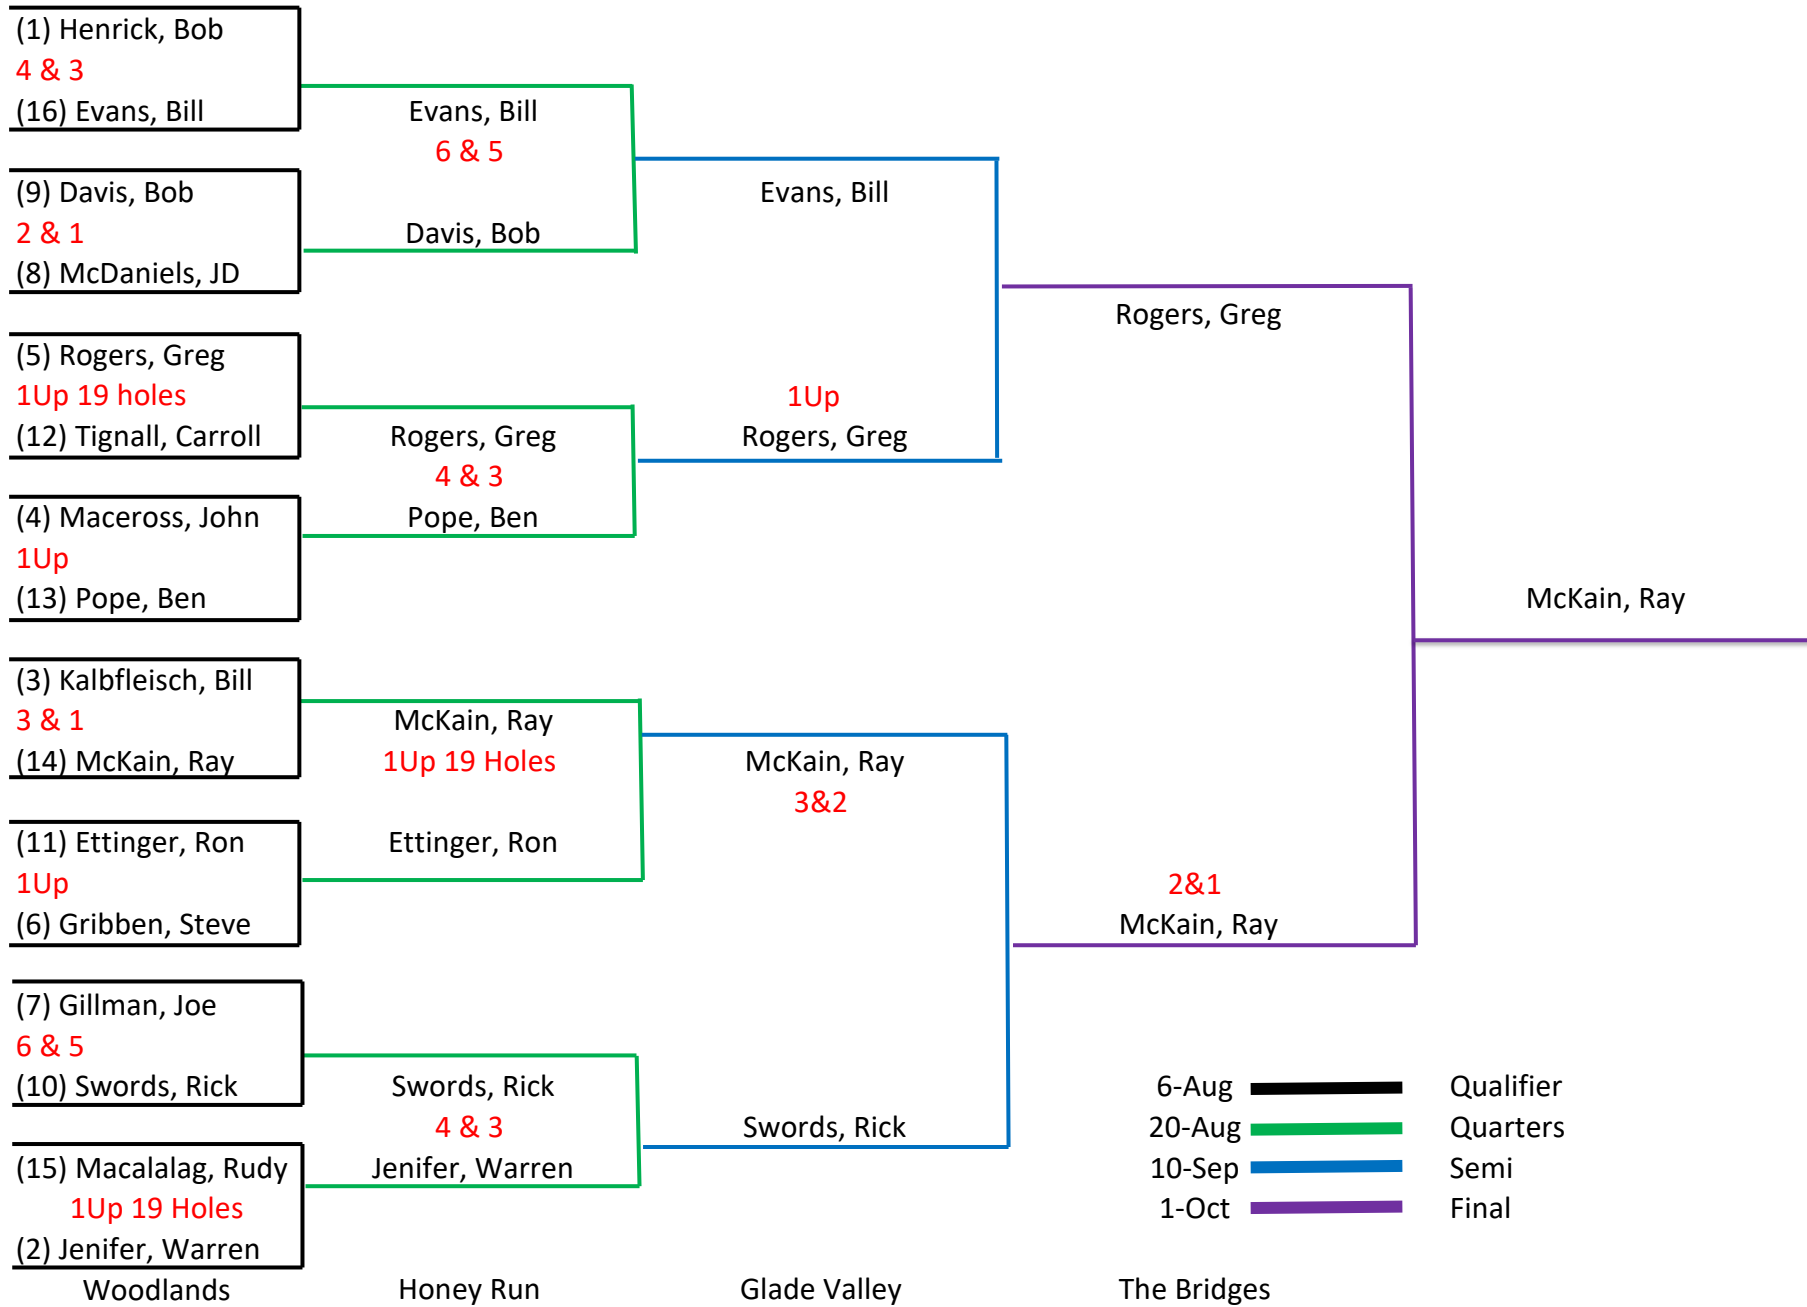 (1) Henrick, Bob
4 & 3
(16) Evans, Bill
(9) Davis, Bob
2 & 1
(8) McDaniels, JD
(5) Rogers, Greg
1Up 19 holes
(12) Tignall, Carroll
(4) Maceross, John
1Up
(13) Pope, Ben
(3) Kalbfleisch, Bill
3 & 1
(14) McKain, Ray
(11) Ettinger, Ron
1Up
(6) Gribben, Steve
(7) Gillman, Joe
6 & 5
(10) Swords, Rick
(15) Macalalag, Rudy
1Up 19 Holes
(2) Jenifer, Warren
Woodlands
Evans, Bill
6 & 5
Davis, Bob
Rogers, Greg
4 & 3
Pope, Ben
McKain, Ray
1Up 19 Holes
Ettinger, Ron
Swords, Rick
4 & 3
Jenifer, Warren
Honey Run
Evans, Bill
1Up
Rogers, Greg
McKain, Ray
3&2
Swords, Rick
Glade Valley
Rogers, Greg
2&1
McKain, Ray
The Bridges
McKain, Ray
6-Aug Qualifier
20-Aug Quarters
10-Sep Semi
1-Oct Final